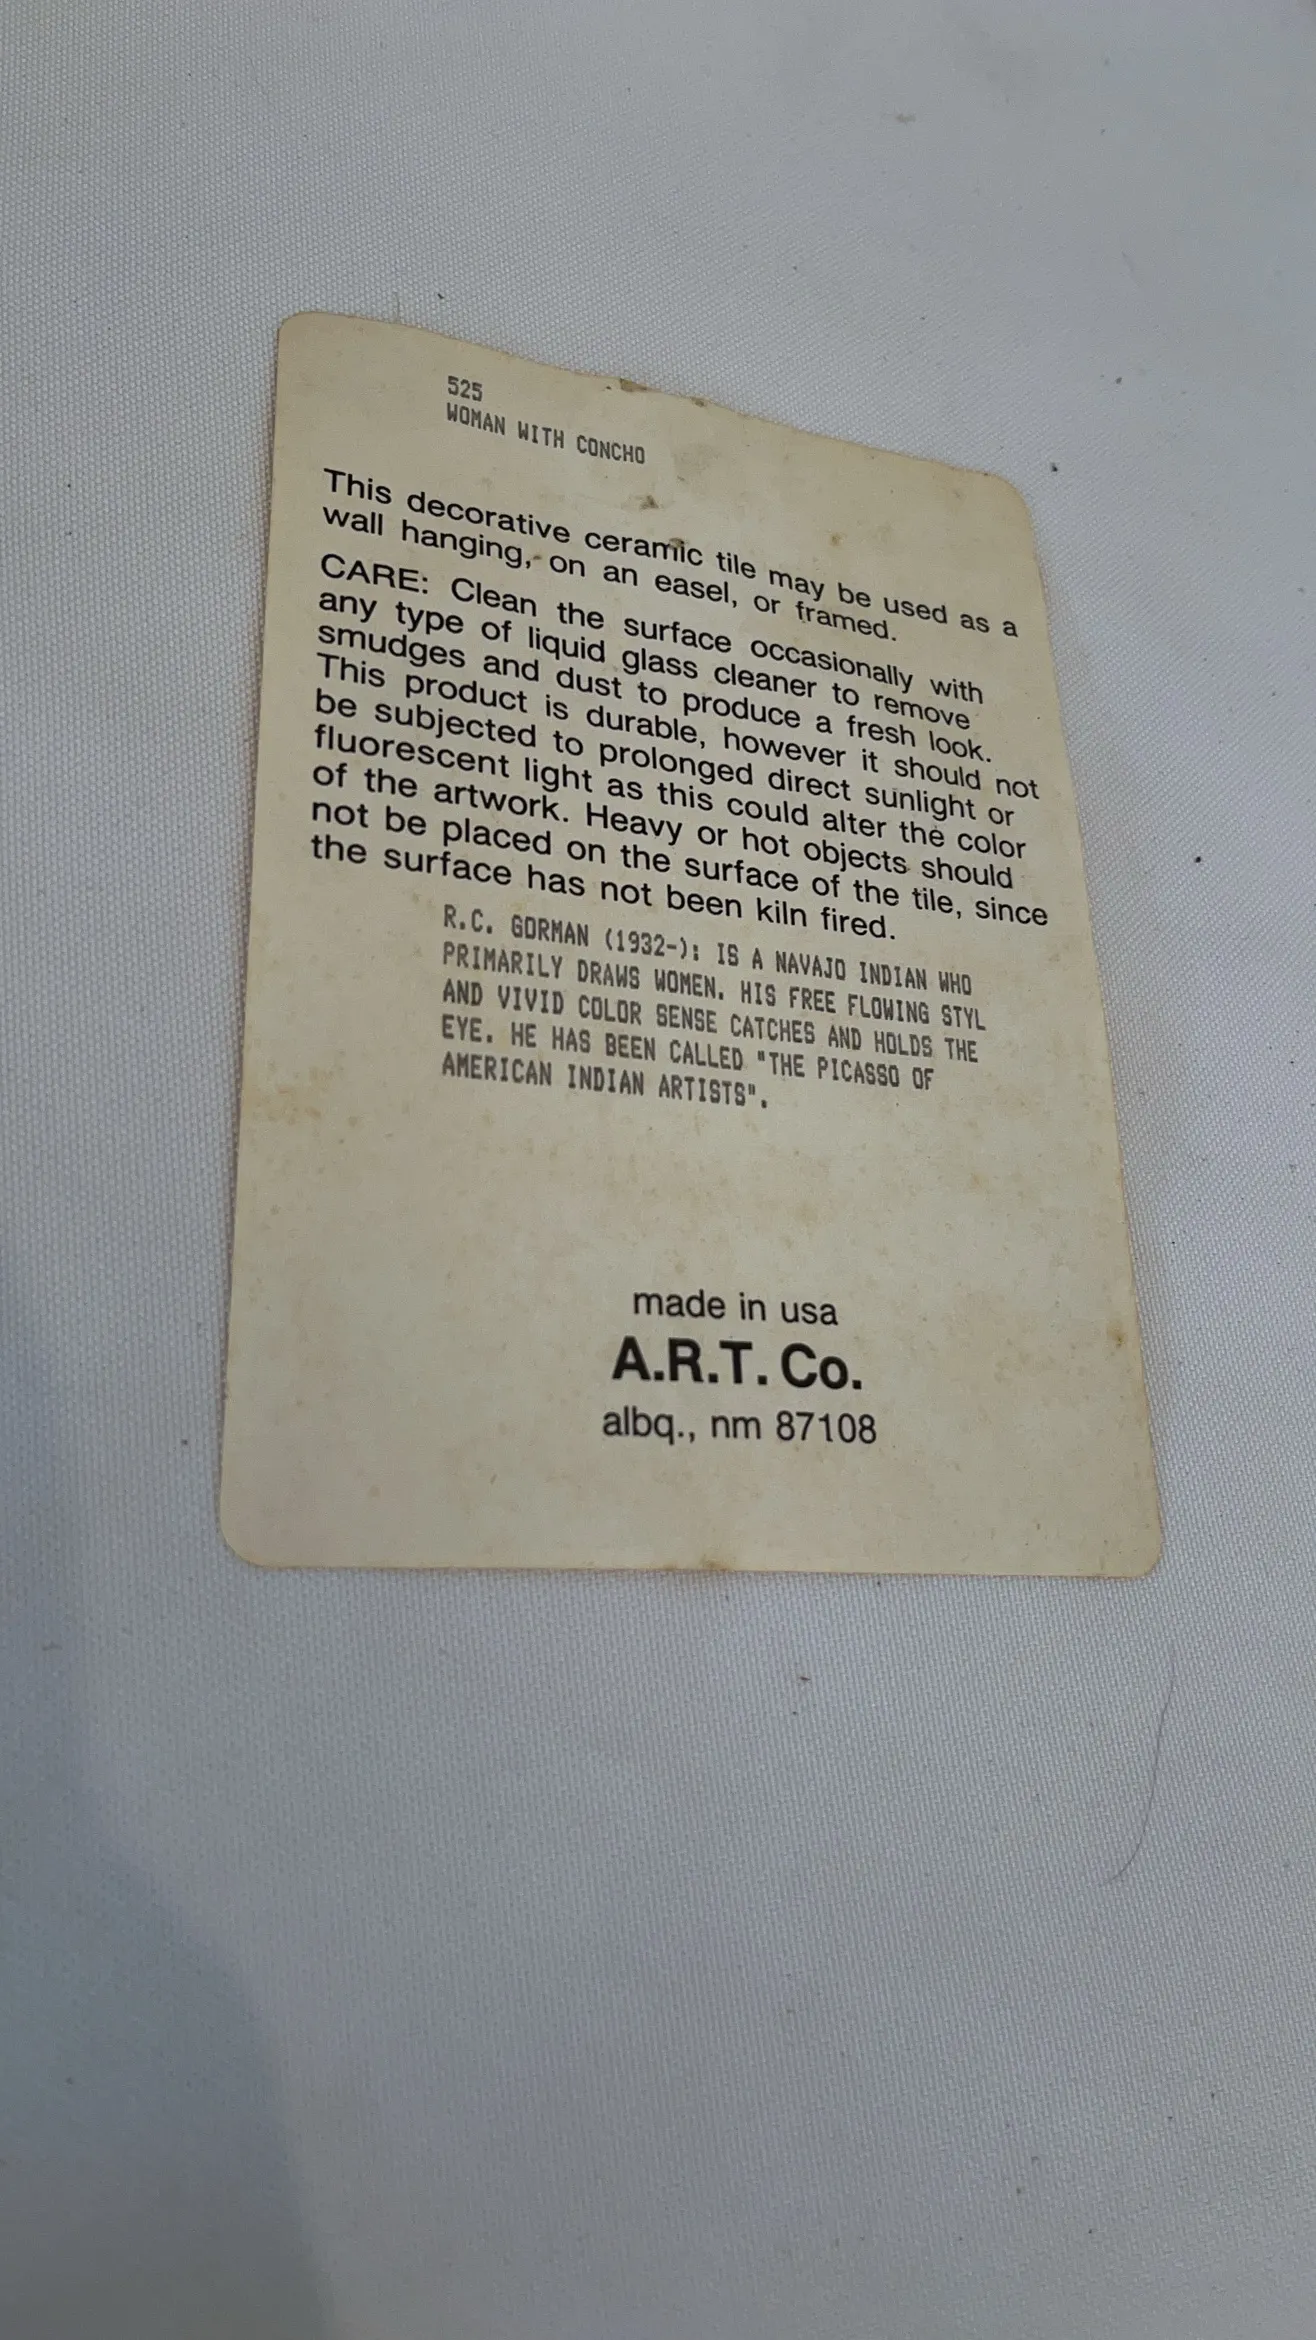 525
WOMAN WITH CONCHO
This decorative ceramic tile may be used as a
wall hanging, on an easel, or framed.
CARE: Clean the surface occasionally with
any type of liquid glass cleaner to remove
smudges and dust to produce a fresh look.
This product is durable, however it should not
be subjected to prolonged direct sunlight or
fluorescent light as this could alter the color
of the artwork. Heavy or hot objects should
not be placed on the surface of the tile, since
the surface has not been kiln fired.
R.C. GORMAN (1932-): IS A NAVAJO INDIAN WHO
PRIMARILY DRAWS WOMEN. HIS FREE FLOWING STYL
AND VIVID COLOR SENSE CATCHES AND HOLDS THE
EYE. HE HAS BEEN CALLED "THE PICASSO OF
AMERICAN INDIAN ARTISTS".
made in usa
A.R.T. Co.
albq., nm 87108